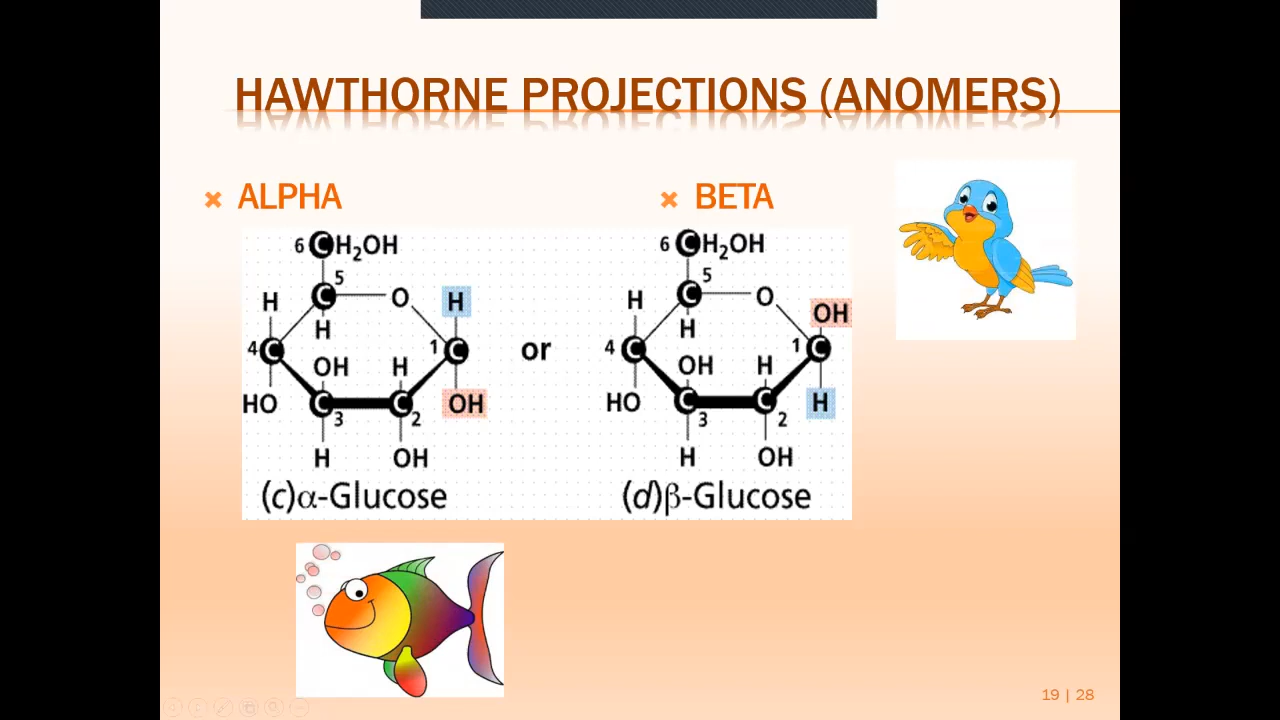 HAWTHORNE PROJECTIONS (ANOMERS)
ALPHA
BETA
6 CH₂OH
5
H C O H
H
4 C OH H 1 C
HO C C OH
3 2
H OH
(c)α-Glucose
or
6 CH₂OH
5
C O OH
H H
4 C OH H 1 C
HO C C H
3 2
H OH
(d)β-Glucose
19 | 28